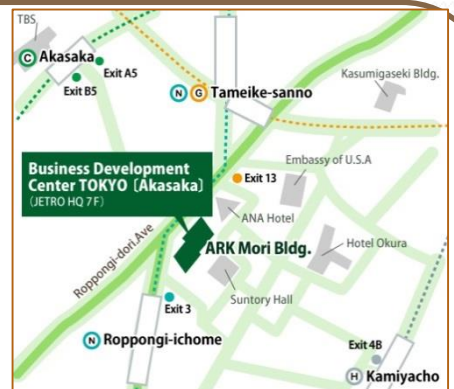 TBS
C Akasaka
Exit A5
Exit B5
N G Tameike-sanno
Kasumigaseki Bldg.
Business Development
Center TOKYO [Akasaka]
(JETRO HQ 7F)
Exit 13
Embassy of U.S.A
ANA Hotel
Roppongi-dori.Ave
ARK Mori Bldg.
Hotel Okura
Suntory Hall
Exit 3
N Roppongi-ichome
Exit 4B
H Kamiyacho